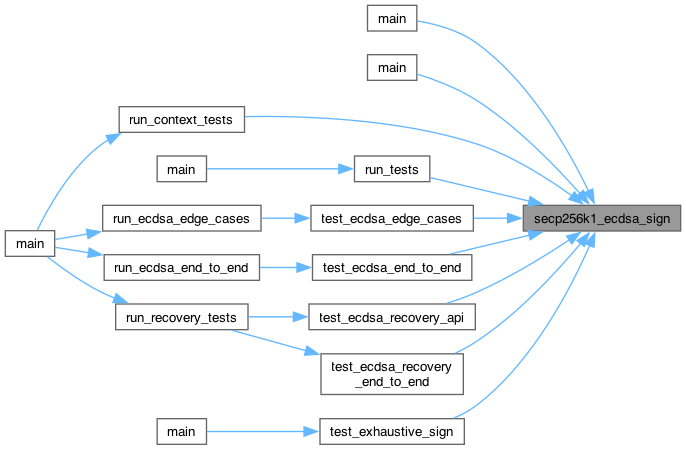 main
main
run_context_tests
main
run_tests
run_ecdsa_edge_cases
test_ecdsa_edge_cases
secp256k1_ecdsa_sign
main
run_ecdsa_end_to_end
test_ecdsa_end_to_end
run_recovery_tests
test_ecdsa_recovery_api
test_ecdsa_recovery
_end_to_end
main
test_exhaustive_sign